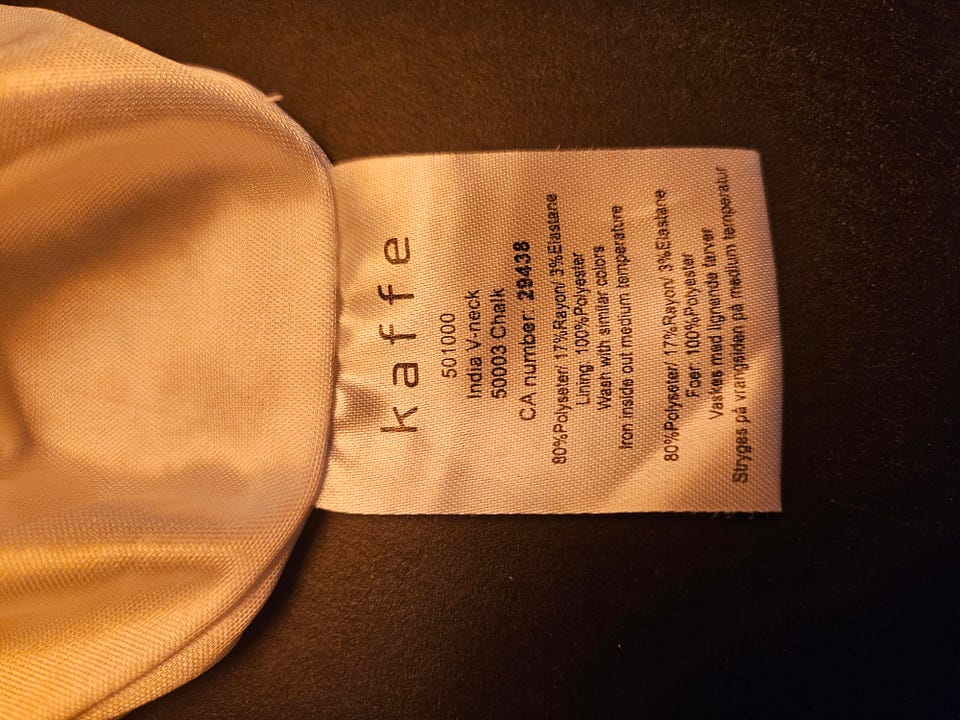 kaffe
501000
India V-neck
50003 Chalk
CA number: 29438
80%Polyseter/ 17%Rayon/ 3%Elastane
Lining: 100%Polyester
Wash with similar colors
Iron inside out medium temperature
80%Polyseter/ 17%Rayon/ 3%Elastane
Foer: 100%Polyester
Vaskes med lignende farver
Stryges på vrangsiden på medium temperatur